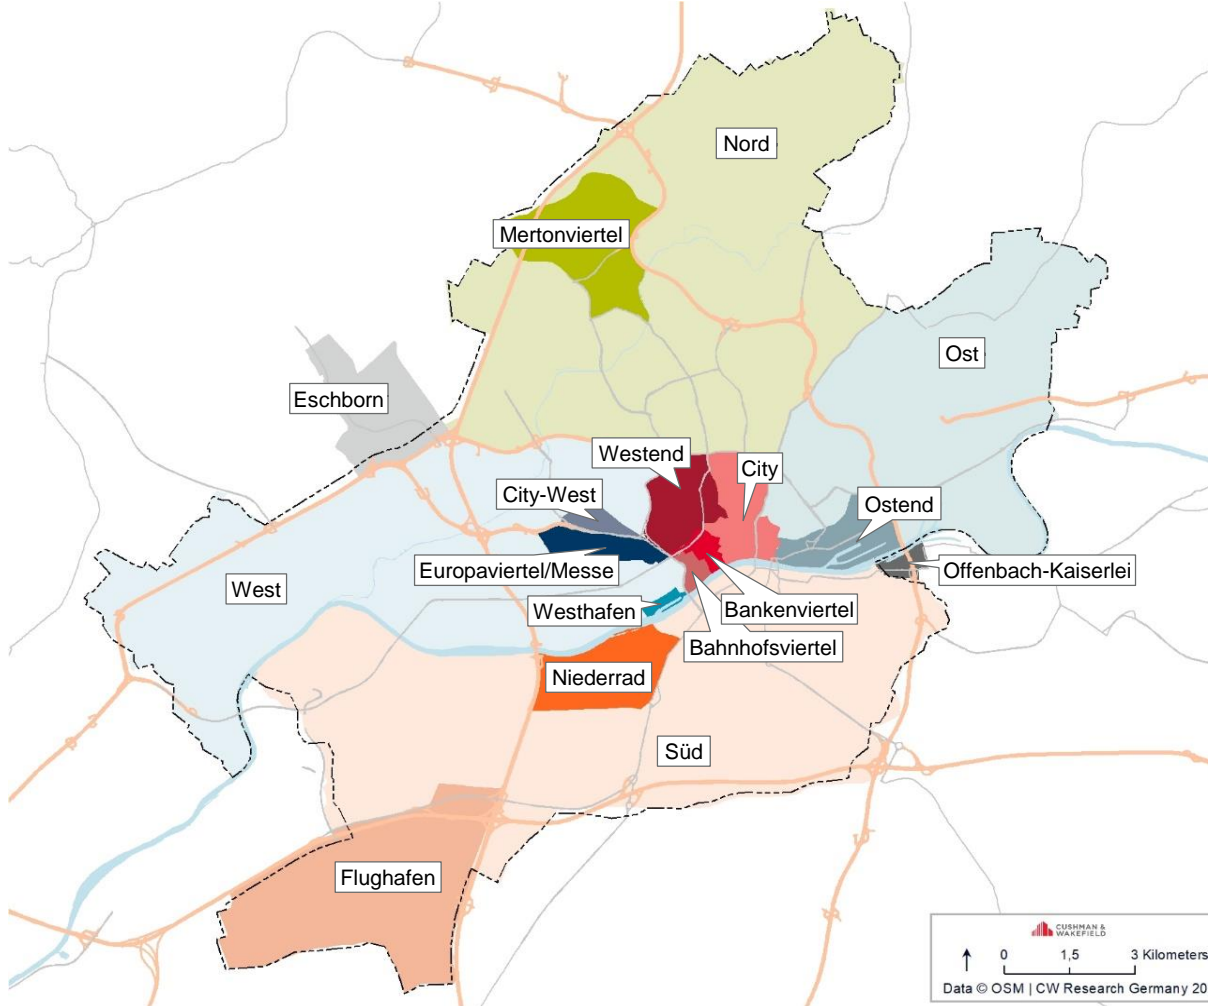 Nord
Mertonviertel
Ost
Eschborn
Westend
City
City-West
Ostend
Europaviertel/Messe
Offenbach-Kaiserlei
West
Westhafen
Bankenviertel
Bahnhofsviertel
Niederrad
Süd
Flughafen
CUSHMAN &
WAKEFIELD
0 1,5 3 Kilometers
Data © OSM | CW Research Germany 20